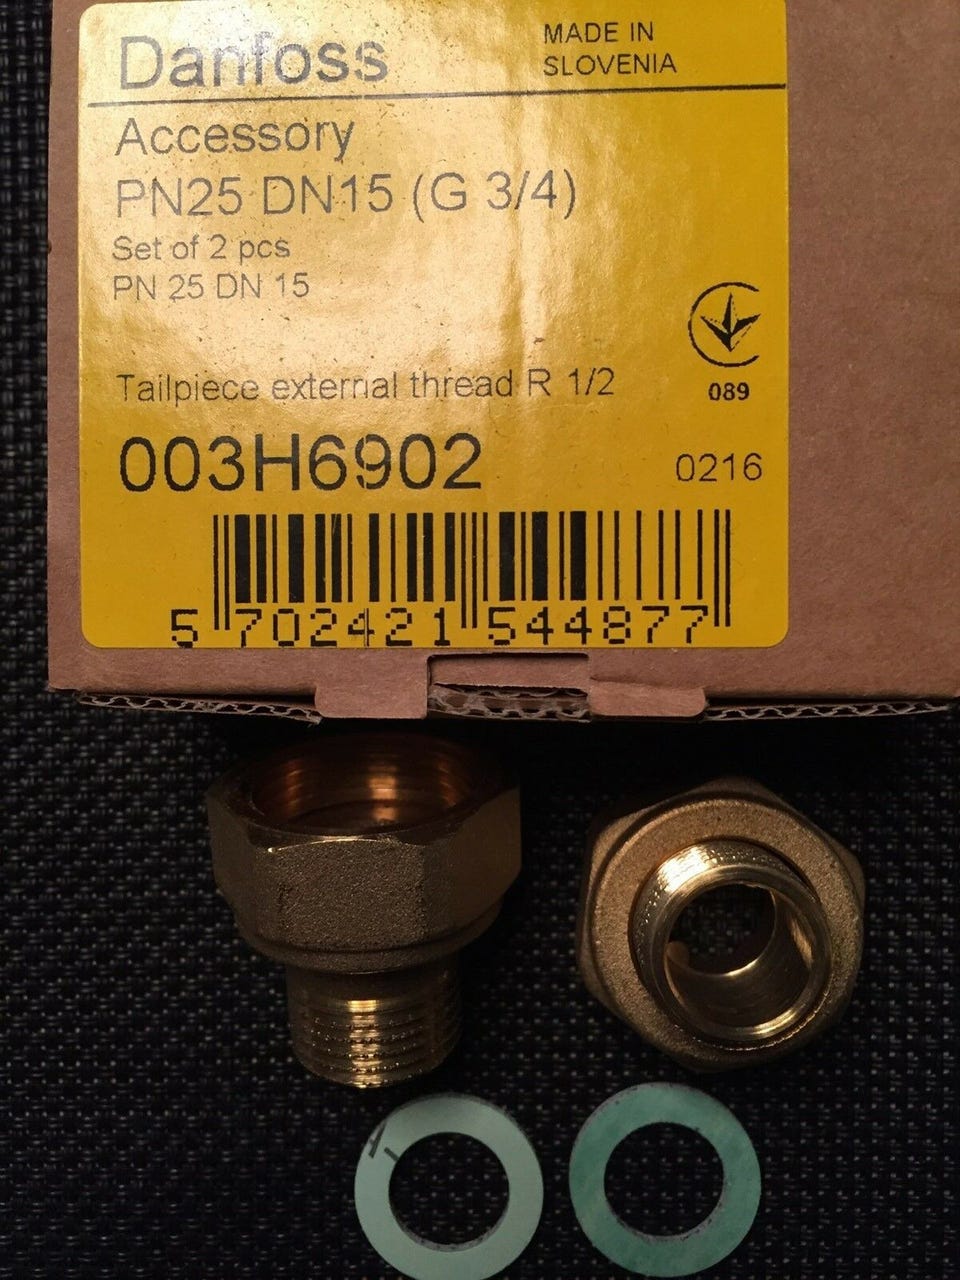 Danfoss
MADE IN
SLOVENIA
Accessory
PN25 DN15 (G 3/4)
Set of 2 pcs
PN 25 DN 15
089
Tailpiece external thread R 1/2
003H6902
0216
5 702421 544877